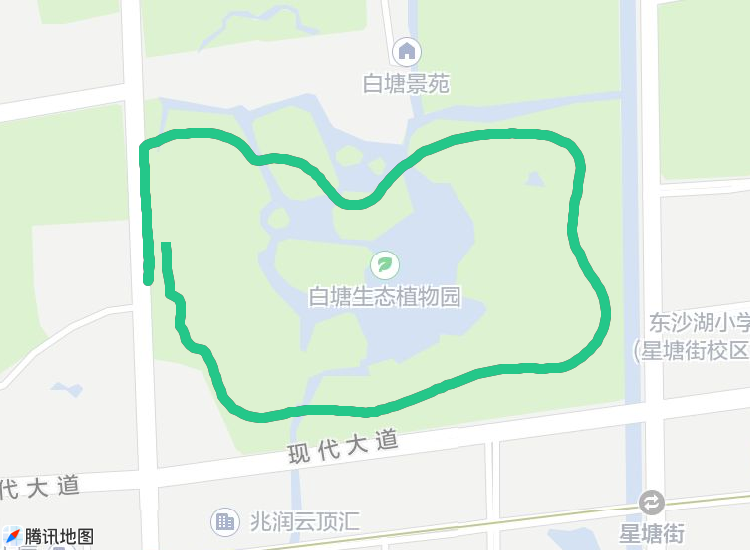 白塘景苑
白塘生态植物园
东沙湖小学
(星塘街校区
现代大道
代大道
兆润云顶汇
星塘街
腾讯地图